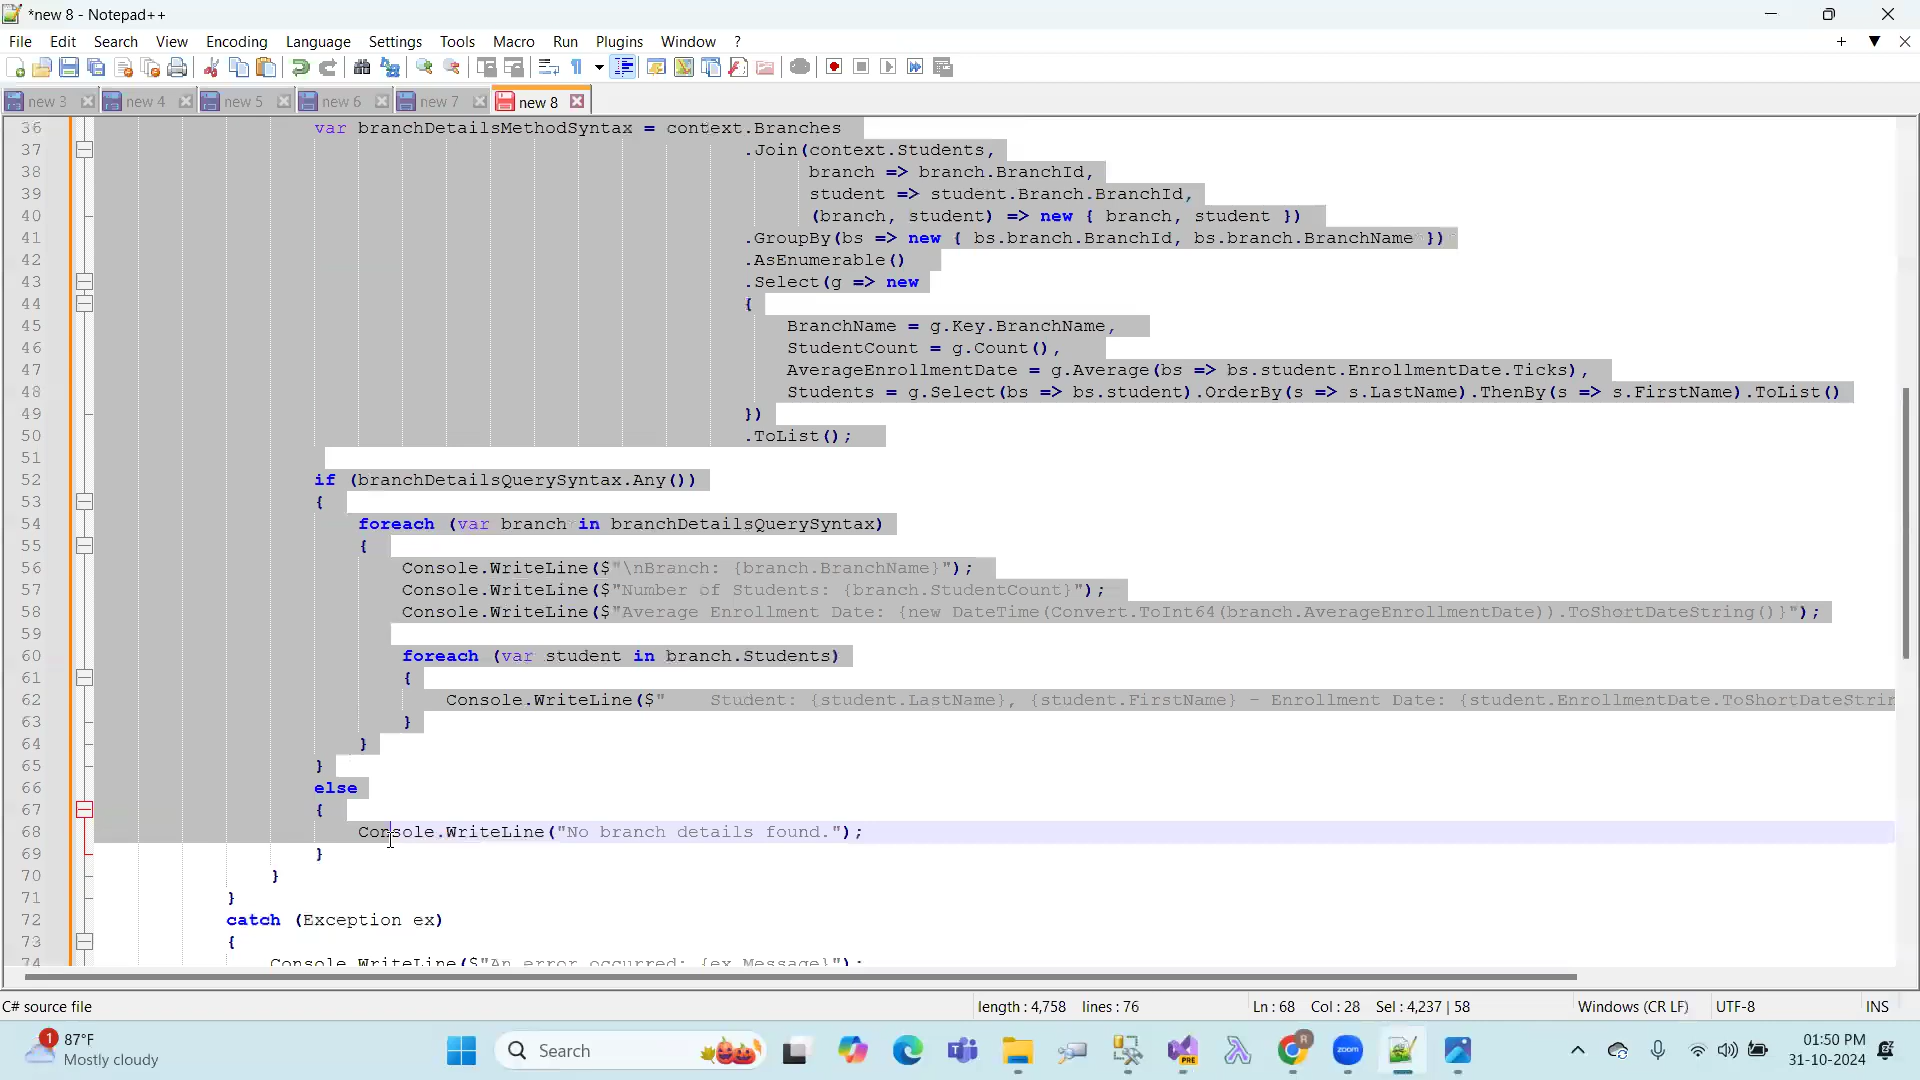 *new 8 - Notepad++
File Edit Search View Encoding Language Settings Tools Macro Run Plugins Window ?
new 3 new 4 new 5 new 6 new 7 new 8
36 var branchDetailsMethodSyntax = context.Branches
37 .Join(context.Students,
38 branch => branch.BranchId,
39 student => student.Branch.BranchId,
40 (branch, student) => new { branch, student })
41 .GroupBy(bs => new { bs.branch.BranchId, bs.branch.BranchName })
42 .AsEnumerable()
43 .Select(g => new
44 {
45 BranchName = g.Key.BranchName,
46 StudentCount = g.Count(),
47 AverageEnrollmentDate = g.Average(bs => bs.student.EnrollmentDate.Ticks),
48 Students = g.Select(bs => bs.student).OrderBy(s => s.LastName).ThenBy(s => s.FirstName).ToList()
49 })
50 .ToList();
51
52 if (branchDetailsQuerySyntax.Any())
53 {
54 foreach (var branch in branchDetailsQuerySyntax)
55 {
56 Console.WriteLine($"\nBranch: {branch.BranchName}");
57 Console.WriteLine($"Number of Students: {branch.StudentCount}");
58 Console.WriteLine($"Average Enrollment Date: {new DateTime(Convert.ToInt64(branch.AverageEnrollmentDate)).ToShortDateString()}");
59
60 foreach (var student in branch.Students)
61 {
62 Console.WriteLine($" Student: {student.LastName}, {student.FirstName} - Enrollment Date: {student.EnrollmentDate.ToShortDateStrin
63 }
64 }
65 }
66 else
67 {
68 Console.WriteLine("No branch details found.");
69 }
70 }
71 }
72 catch (Exception ex)
73 {
74 Console.WriteLine($"An error occurred: {ex.Message}");
C# source file length : 4,758 lines : 76 Ln : 68 Col : 28 Sel : 4,237 | 58 Windows (CR LF) UTF-8 INS
1 87°F
Mostly cloudy
Search
PRE
R
zoom
01:50 PM
31-10-2024